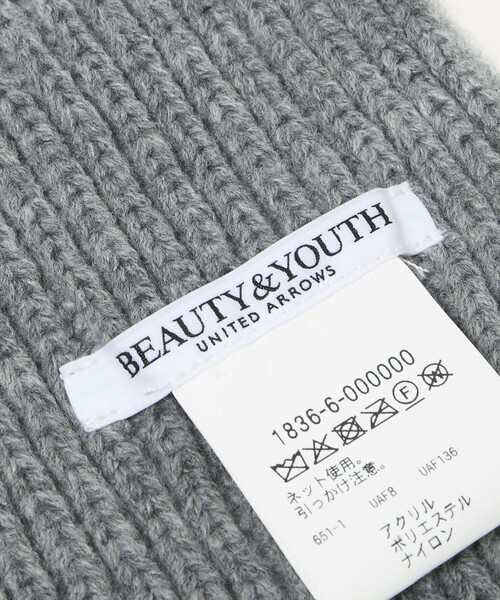 BEAUTY&YOUTH
UNITED ARROWS
1836-6-000000
ネット使用。
引っかけ注意。
651-1 UAF8 UAF136
アクリル
ポリエステル
ナイロン